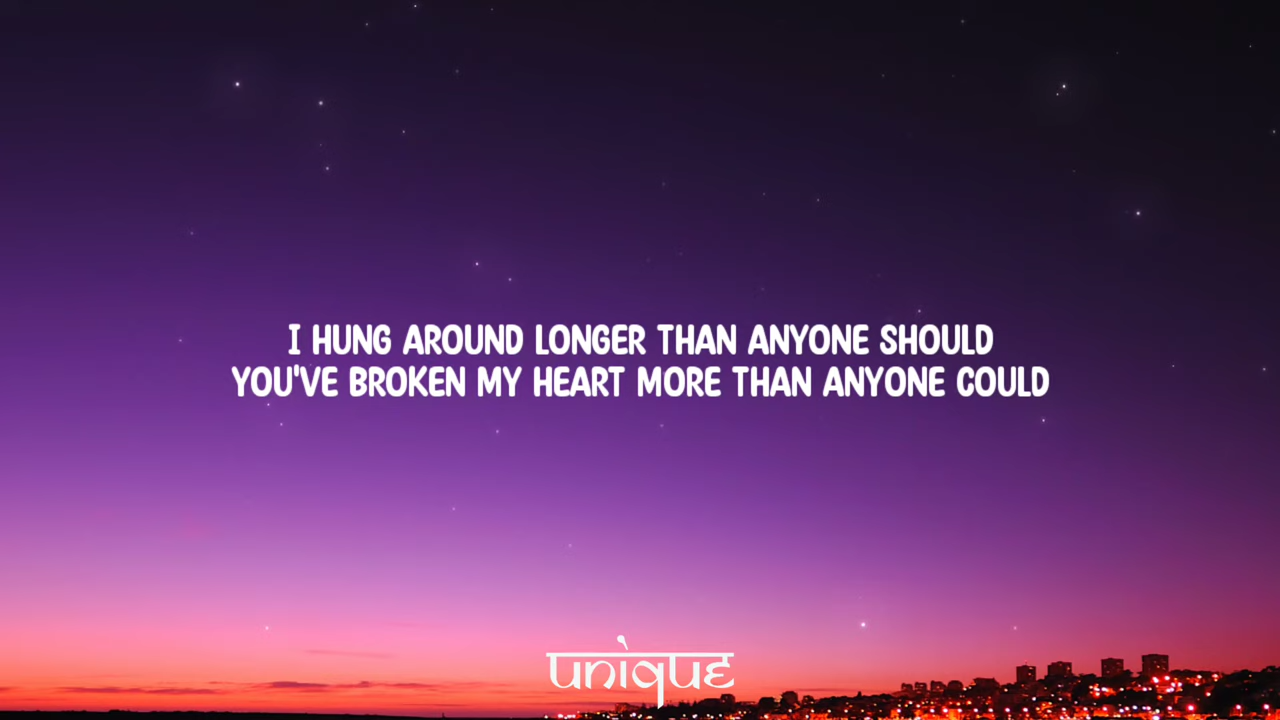 I HUNG AROUND LONGER THAN ANYONE SHOULD
YOU'VE BROKEN MY HEART MORE THAN ANYONE COULD
unique